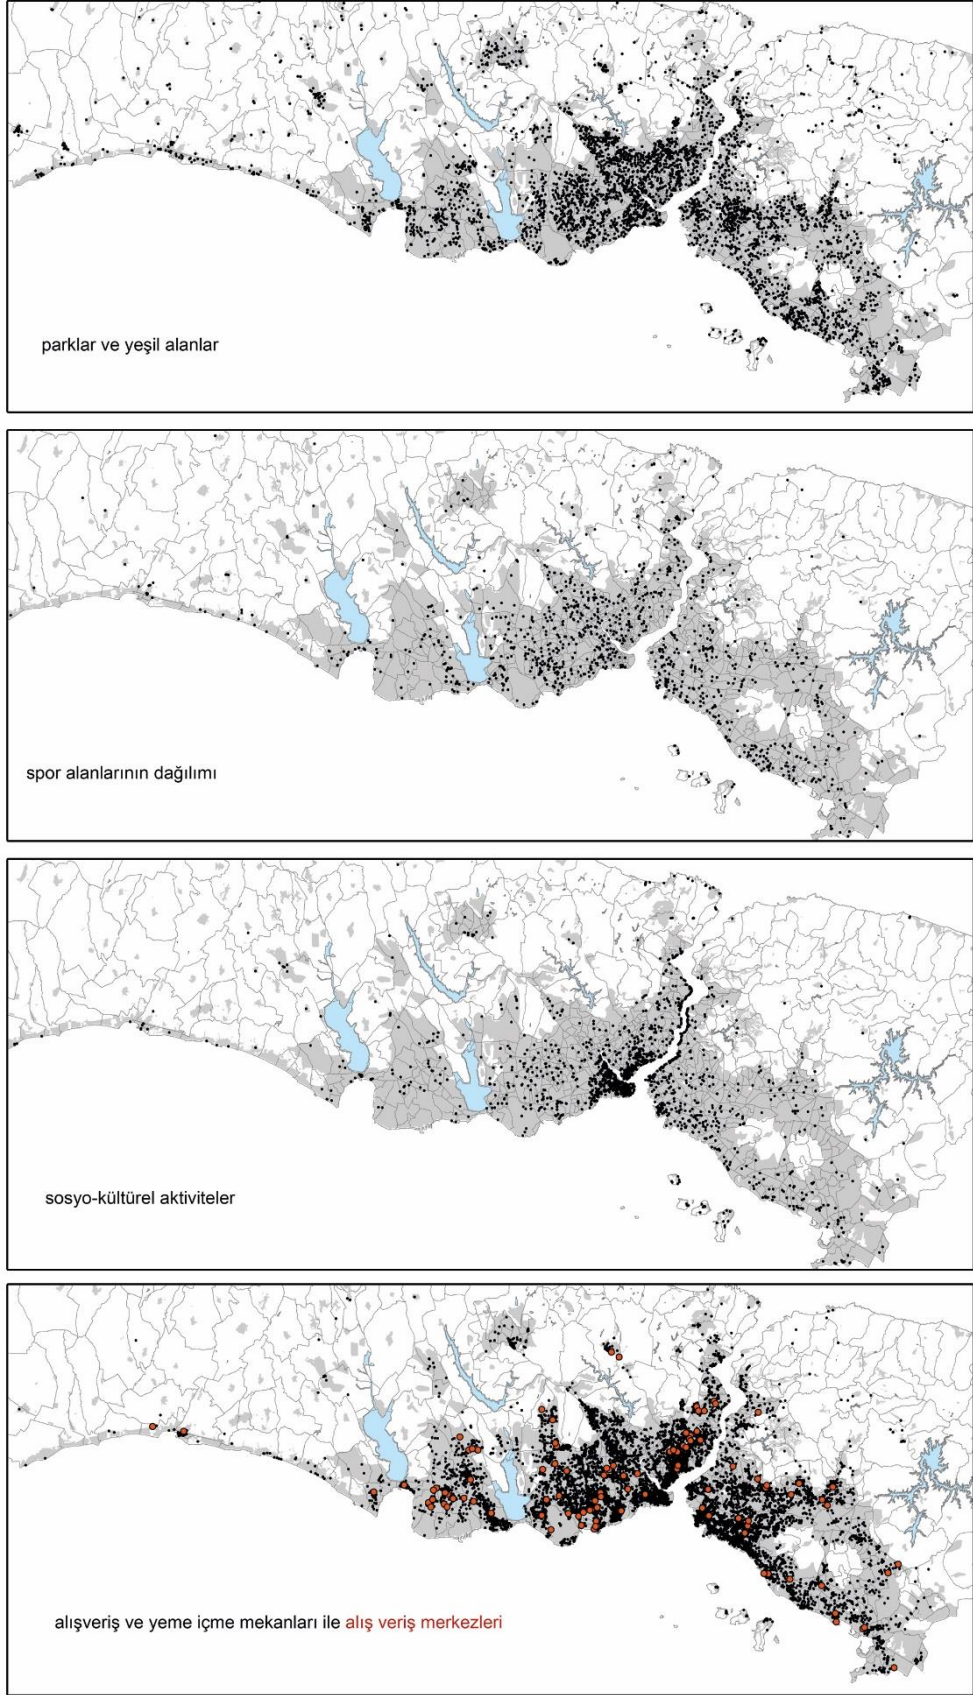 parklar ve yeşil alanlar
spor alanlarının dağılımı
sosyo-kültürel aktiviteler
alışveriş ve yeme içme mekanları ile alış veriş merkezleri